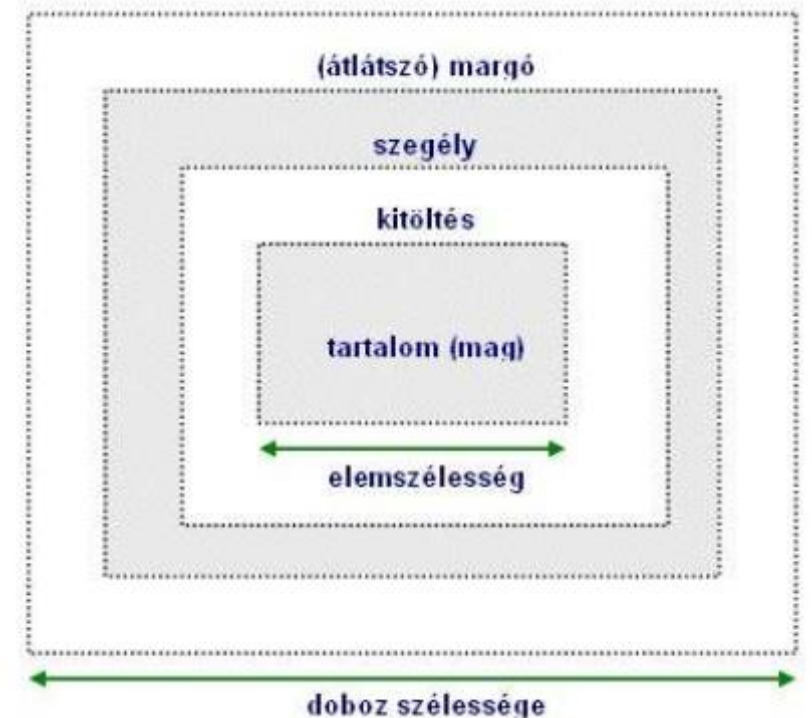 (átlátszó) margó
szegély
kitöltés
tartalom (mag)
elemszélesség
doboz szélessége